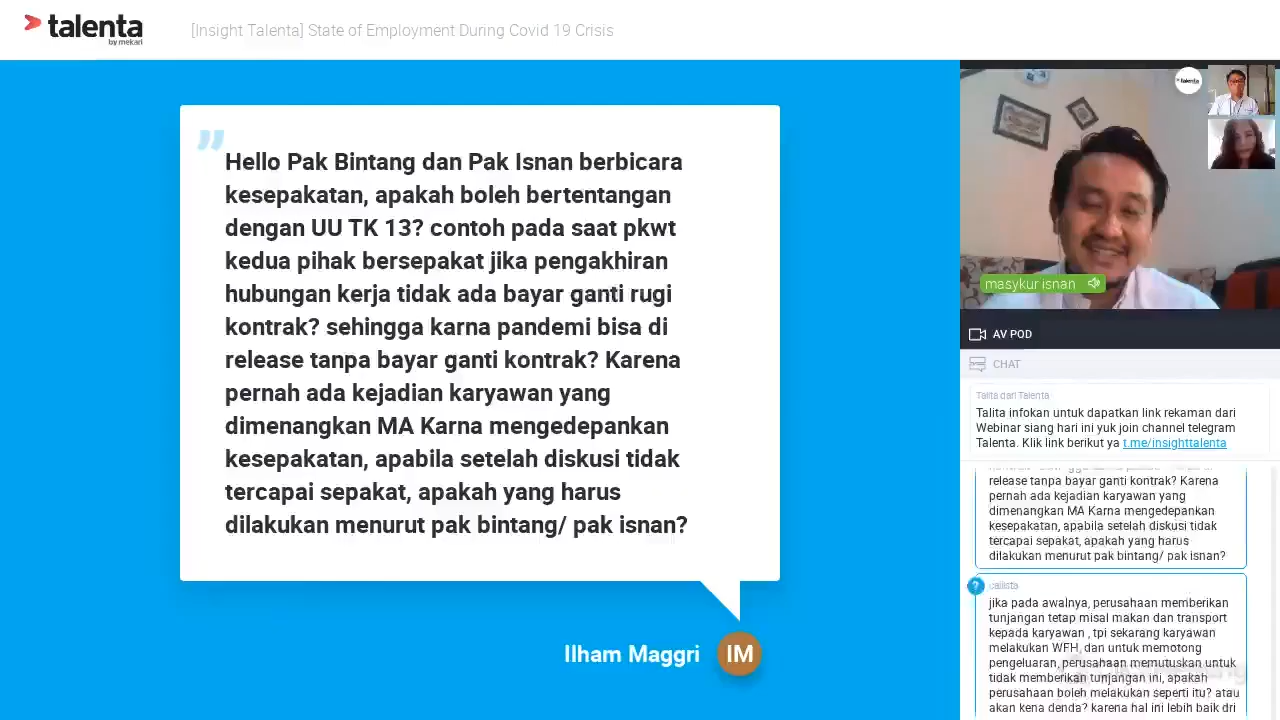 talenta
by mekari
[Insight Talenta] State of Employment During Covid 19 Crisis
Hello Pak Bintang dan Pak Isnan berbicara
kesepakatan, apakah boleh bertentangan
dengan UU TK 13? contoh pada saat pkwt
kedua pihak bersepakat jika pengakhiran
hubungan kerja tidak ada bayar ganti rugi
kontrak? sehingga karna pandemi bisa di
release tanpa bayar ganti kontrak? Karena
pernah ada kejadian karyawan yang
dimenangkan MA Karna mengedepankan
kesepakatan, apabila setelah diskusi tidak
tercapai sepakat, apakah yang harus
dilakukan menurut pak bintang/ pak isnan?
Ilham Maggri
IM
talenta
masykur isnan
AV POD
CHAT
Talita dari Talenta
Talita infokan untuk dapatkan link rekaman dari
Webinar siang hari ini yuk join channel telegram
Talenta. Klik link berikut ya t.me/insighttalenta
release tanpa bayar ganti kontrak? Karena
pernah ada kejadian karyawan yang
dimenangkan MA Karna mengedepankan
kesepakatan, apabila setelah diskusi tidak
tercapai sepakat, apakah yang harus
dilakukan menurut pak bintang/ pak isnan?
?
callista
jika pada awalnya, perusahaan memberikan
tunjangan tetap misal makan dan transport
kepada karyawan , tpi sekarang karyawan
melakukan WFH, dan untuk memotong
pengeluaran, perusahaan memutuskan untuk
tidak memberikan tunjangan ini, apakah
perusahaan boleh melakukan seperti itu? atau
akan kena denda? karena hal ini lebih baik dri